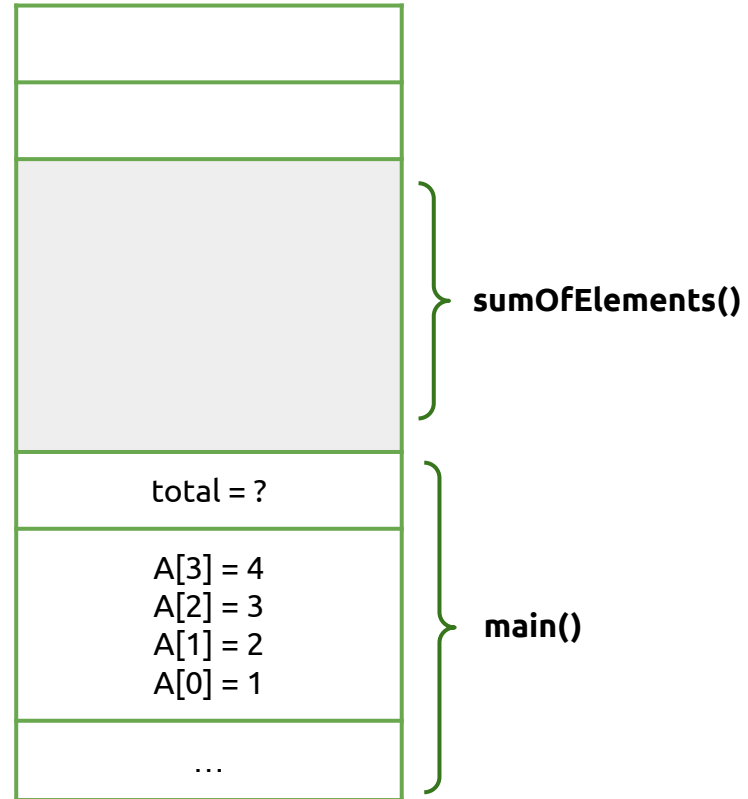 sumOfElements()
total = ?
A[3] = 4
A[2] = 3
A[1] = 2
A[0] = 1
main()
…